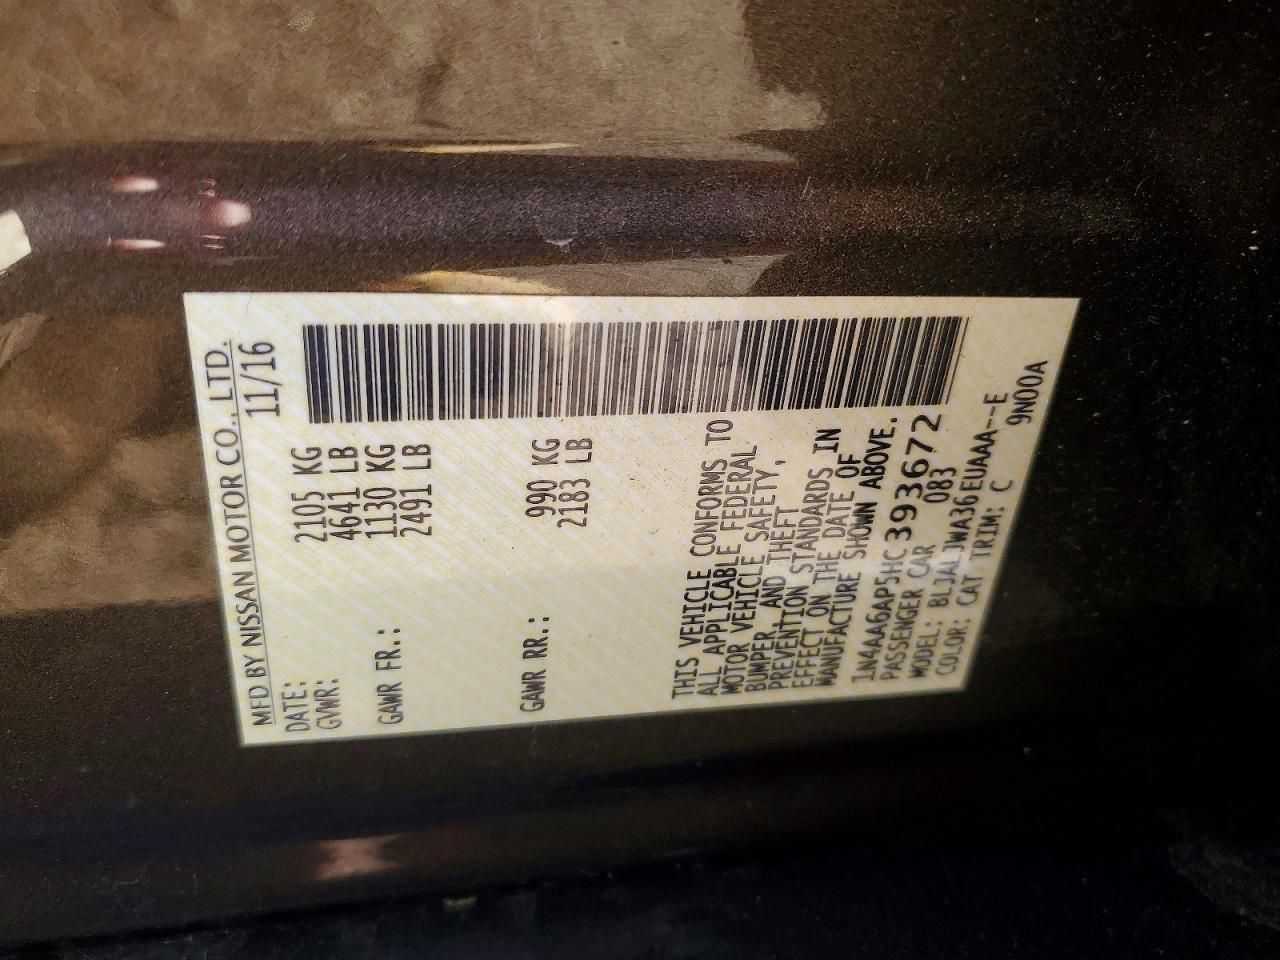 MFD BY NISSAN MOTOR CO., LTD.
DATE: 11/16
GVWR: 2105 KG
4641 LB
GAWR FR.: 1130 KG
2491 LB
GAWR RR.: 990 KG
2183 LB
THIS VEHICLE CONFORMS TO
ALL APPLICABLE FEDERAL
MOTOR VEHICLE SAFETY,
BUMPER, AND THEFT
PREVENTION STANDARDS IN
EFFECT ON THE DATE OF
MANUFACTURE SHOWN ABOVE.
1N4AA6AP5HC393672
PASSENGER CAR 083
MODEL: BLJALJWA36EUAAA--E
COLOR: CAT TRIM: C 9N00A